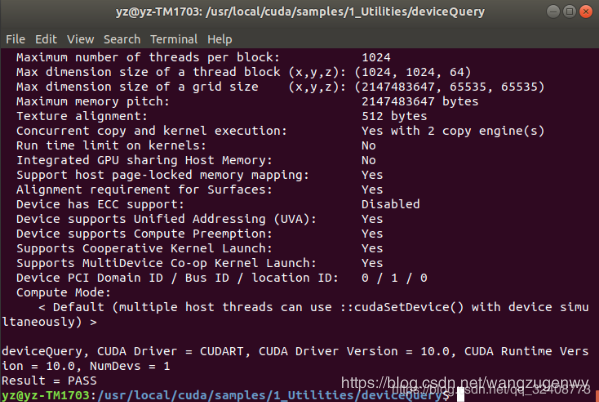 yz@yz-TM1703: /usr/local/cuda/samples/1_Utilities/deviceQuery
File Edit View Search Terminal Help
Maximum number of threads per block: 1024
Max dimension size of a thread block (x,y,z): (1024, 1024, 64)
Max dimension size of a grid size (x,y,z): (2147483647, 65535, 65535)
Maximum memory pitch: 2147483647 bytes
Texture alignment: 512 bytes
Concurrent copy and kernel execution: Yes with 2 copy engine(s)
Run time limit on kernels: No
Integrated GPU sharing Host Memory: No
Support host page-locked memory mapping: Yes
Alignment requirement for Surfaces: Yes
Device has ECC support: Disabled
Device supports Unified Addressing (UVA): Yes
Device supports Compute Preemption: Yes
Supports Cooperative Kernel Launch: Yes
Supports MultiDevice Co-op Kernel Launch: Yes
Device PCI Domain ID / Bus ID / location ID: 0 / 1 / 0
Compute Mode:
< Default (multiple host threads can use ::cudaSetDevice() with device simu
ltaneously) >
deviceQuery, CUDA Driver = CUDART, CUDA Driver Version = 10.0, CUDA Runtime Vers
ion = 10.0, NumDevs = 1
Result = PASS
yz@yz-TM1703:/usr/local/cuda/samples/1_Utilities/deviceQuery$
https://blog.csdn.net/wangzugenwy
https://blog.csdn.net/qq_32408773